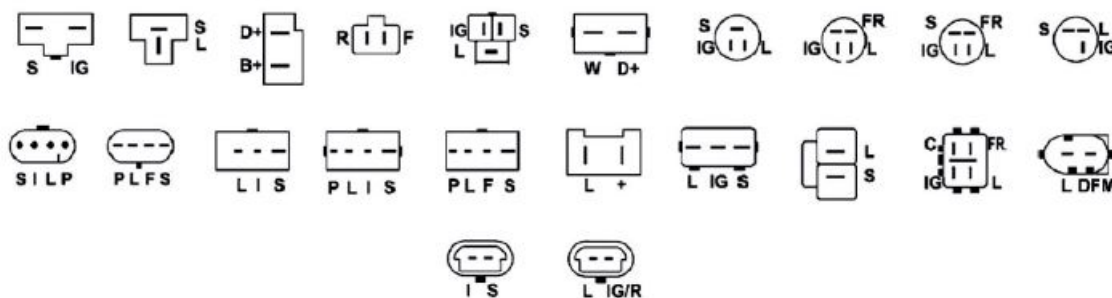 S IG
S
L
D+
B+
R F
IG S
L
W D+
S
IG L
FR
IG L
S FR
IG L
S L
IG
S I L P
P L F S
L I S
P L I S
P L F S
L +
L IG S
L
S
C FR
IG L
L DFM
I S
L IG/R